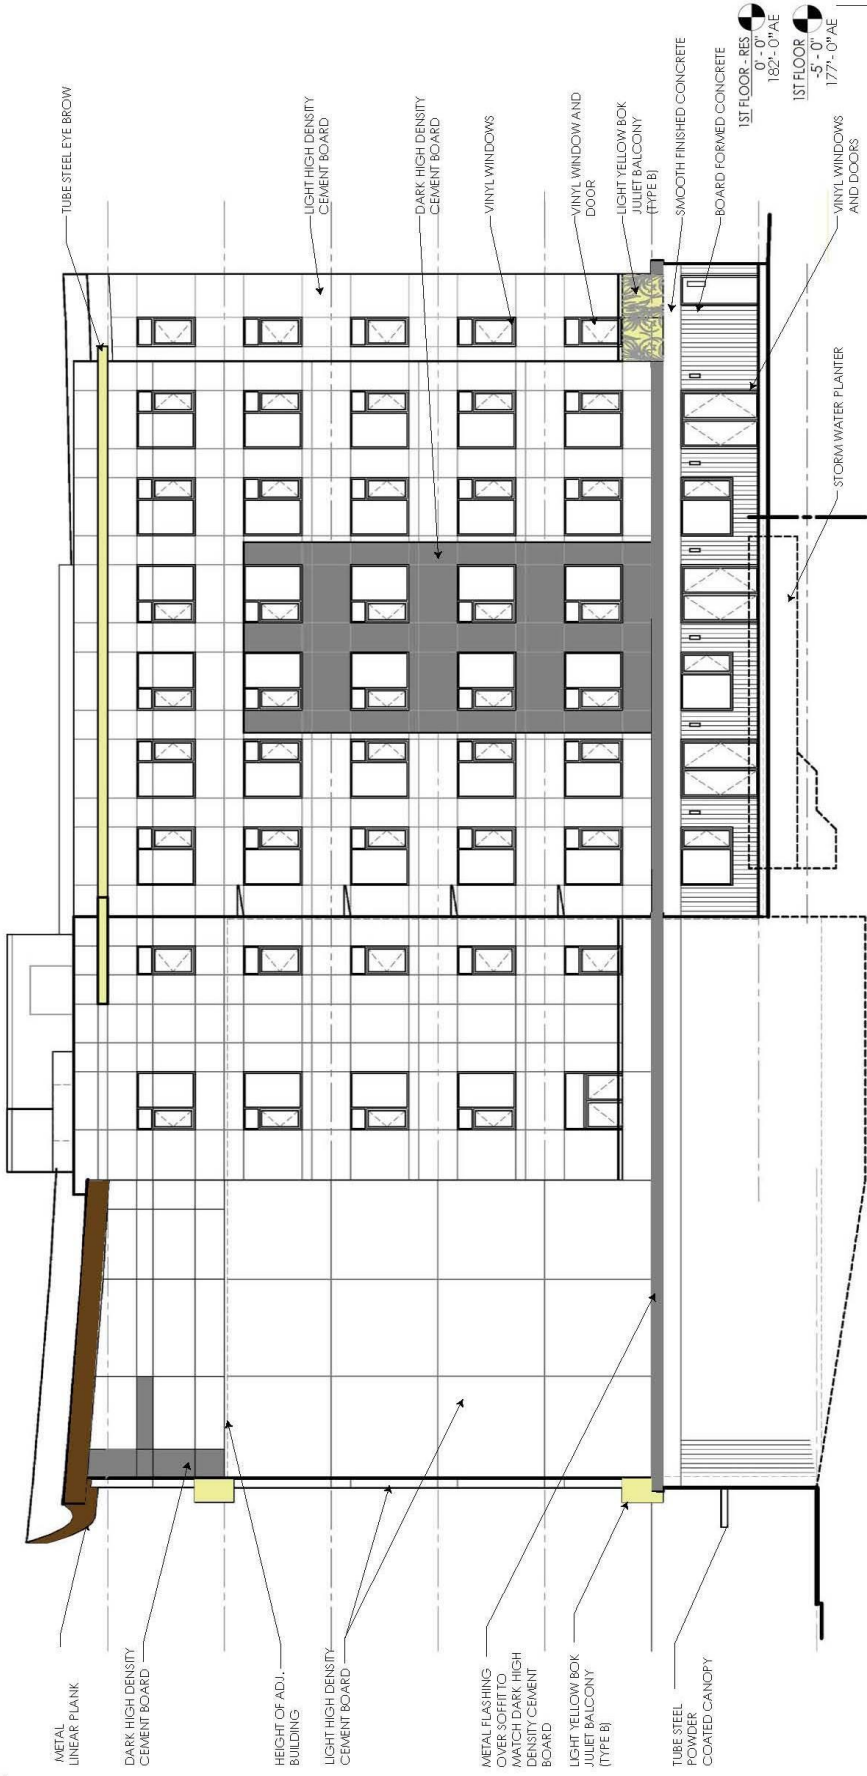 METAL
LINEAR PLANK
DARK HIGH DENSITY
CEMENT BOARD
HEIGHT OF ADJ.
BUILDING
LIGHT HIGH DENSITY
CEMENT BOARD
METAL FLASHING
OVER SOFFIT TO
MATCH DARK HIGH
DENSITY CEMENT
BOARD
LIGHT YELLOW BOK
JULIET BALCONY
(TYPE B)
TUBE STEEL
POWDER
COATED CANOPY
TUBE STEEL EYE BROW
LIGHT HIGH DENSITY
CEMENT BOARD
DARK HIGH DENSITY
CEMENT BOARD
VINYL WINDOWS
VINYL WINDOW AND
DOOR
LIGHT YELLOW BOK
JULIET BALCONY
(TYPE B)
SMOOTH FINISHED CONCRETE
BOARD FORMED CONCRETE
1ST FLOOR - RES
0' - 0"
182' - 0" AE
1ST FLOOR
-5' - 0"
177' - 0" AE
VINYL WINDOWS
AND DOORS
STORM WATER PLANTER